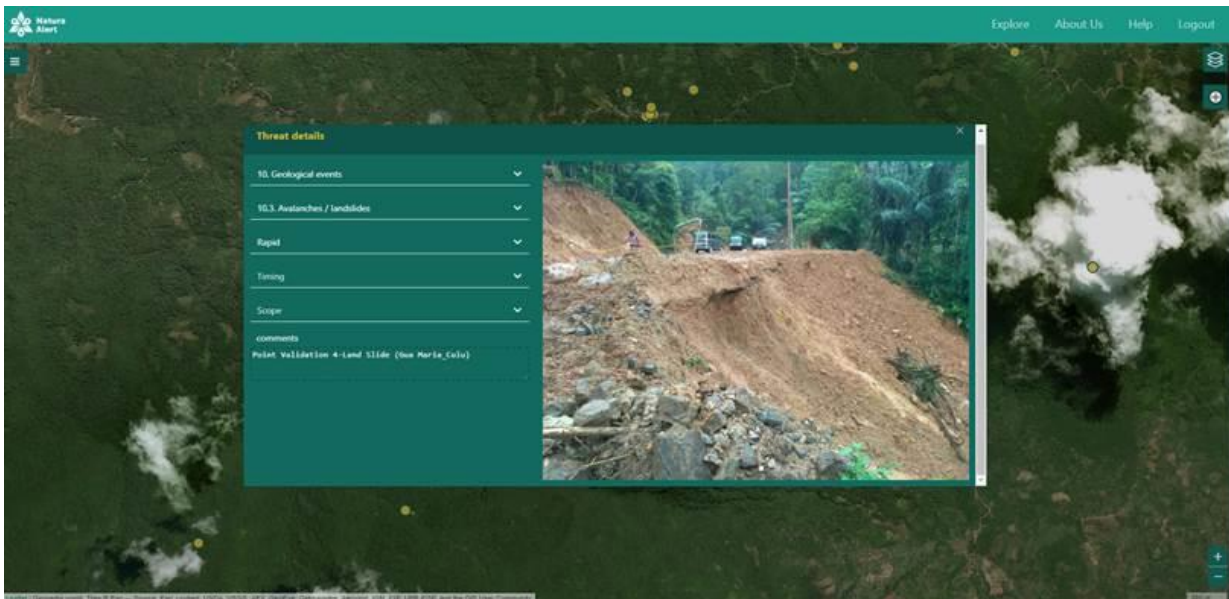 Natura
Alert
Explore About Us Help Logout
Threat details
10. Geological events
10.3. Avalanches / landslides
Rapid
Timing
Scope
comments
Point Validation 4-Land Slide (Gua Maria_Culu)